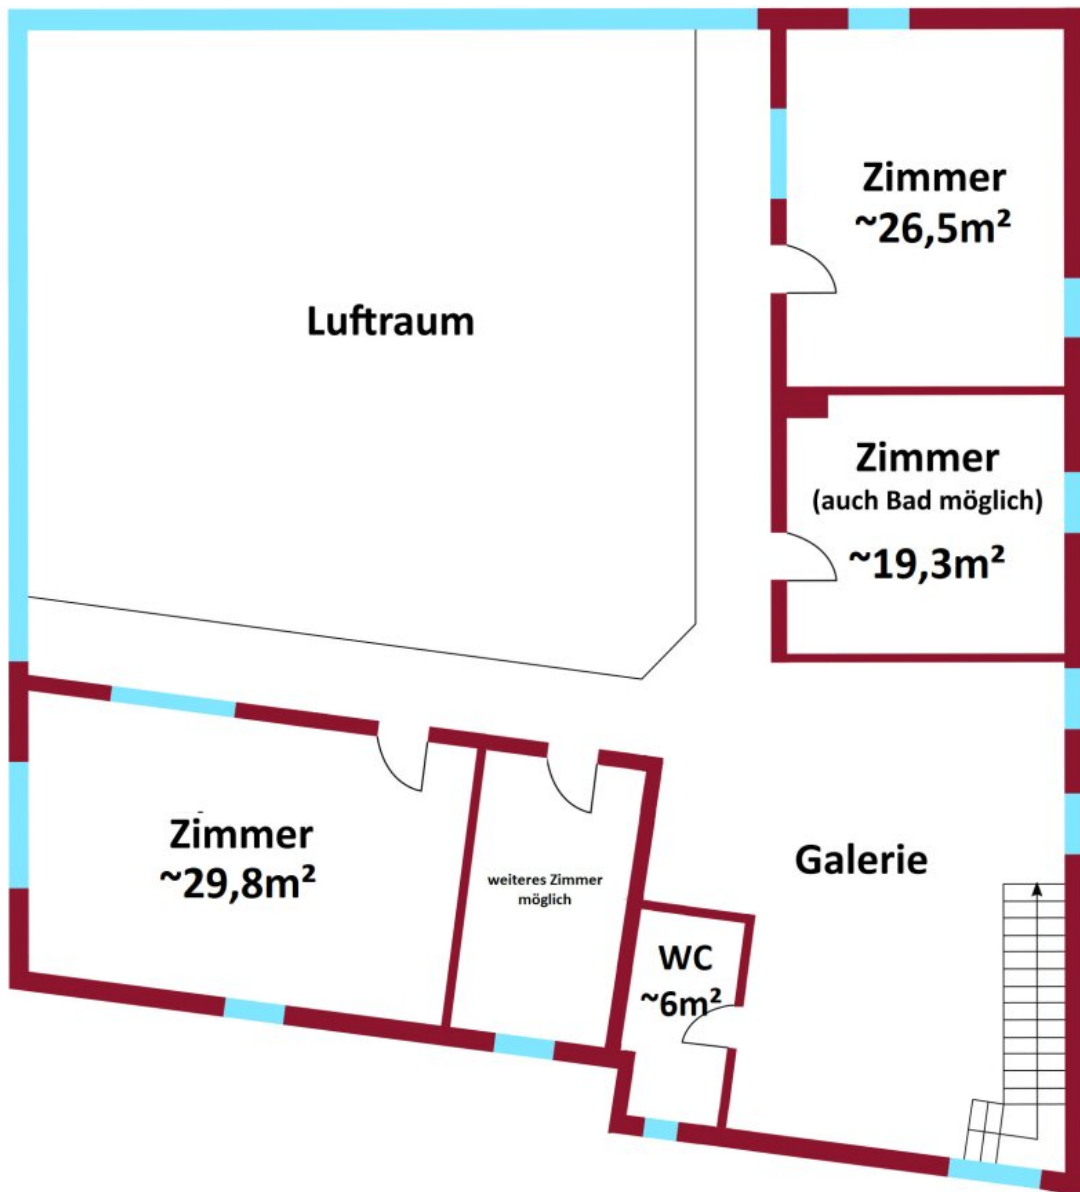 Zimmer
~26,5m²
Luftraum
Zimmer
(auch Bad möglich)
~19,3m²
Zimmer
~29,8m²
weiteres Zimmer
möglich
Galerie
WC
~6m²